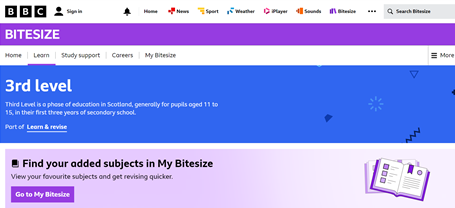 BBC Sign in Home News Sport Weather iPlayer Sounds Bitesize Search Bitesize
BITESIZE
Home Learn Study support Careers My Bitesize More
3rd level
Third Level is a phase of education in Scotland, generally for pupils aged 11 to
15, in their first three years of secondary school.
Part of Learn & revise
Find your added subjects in My Bitesize
View your favourite subjects and get revising quicker.
Go to My Bitesize